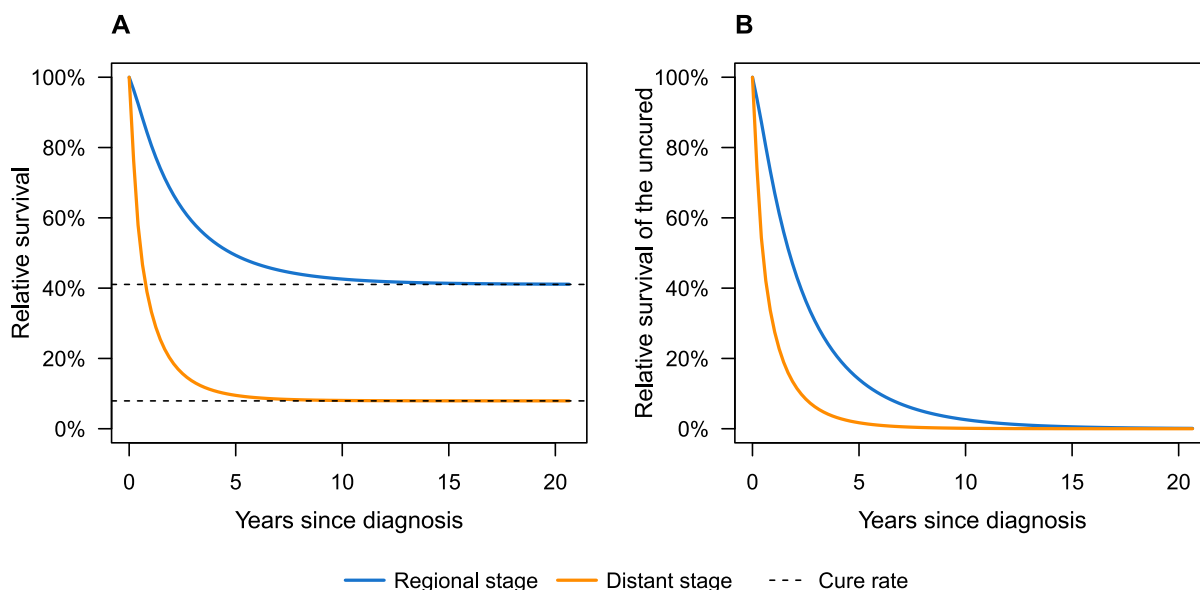 A
Relative survival
100%
80%
60%
40%
20%
0%
0 5 10 15 20
Years since diagnosis
B
Relative survival of the uncured
100%
80%
60%
40%
20%
0%
0 5 10 15 20
Years since diagnosis
Regional stage Distant stage Cure rate